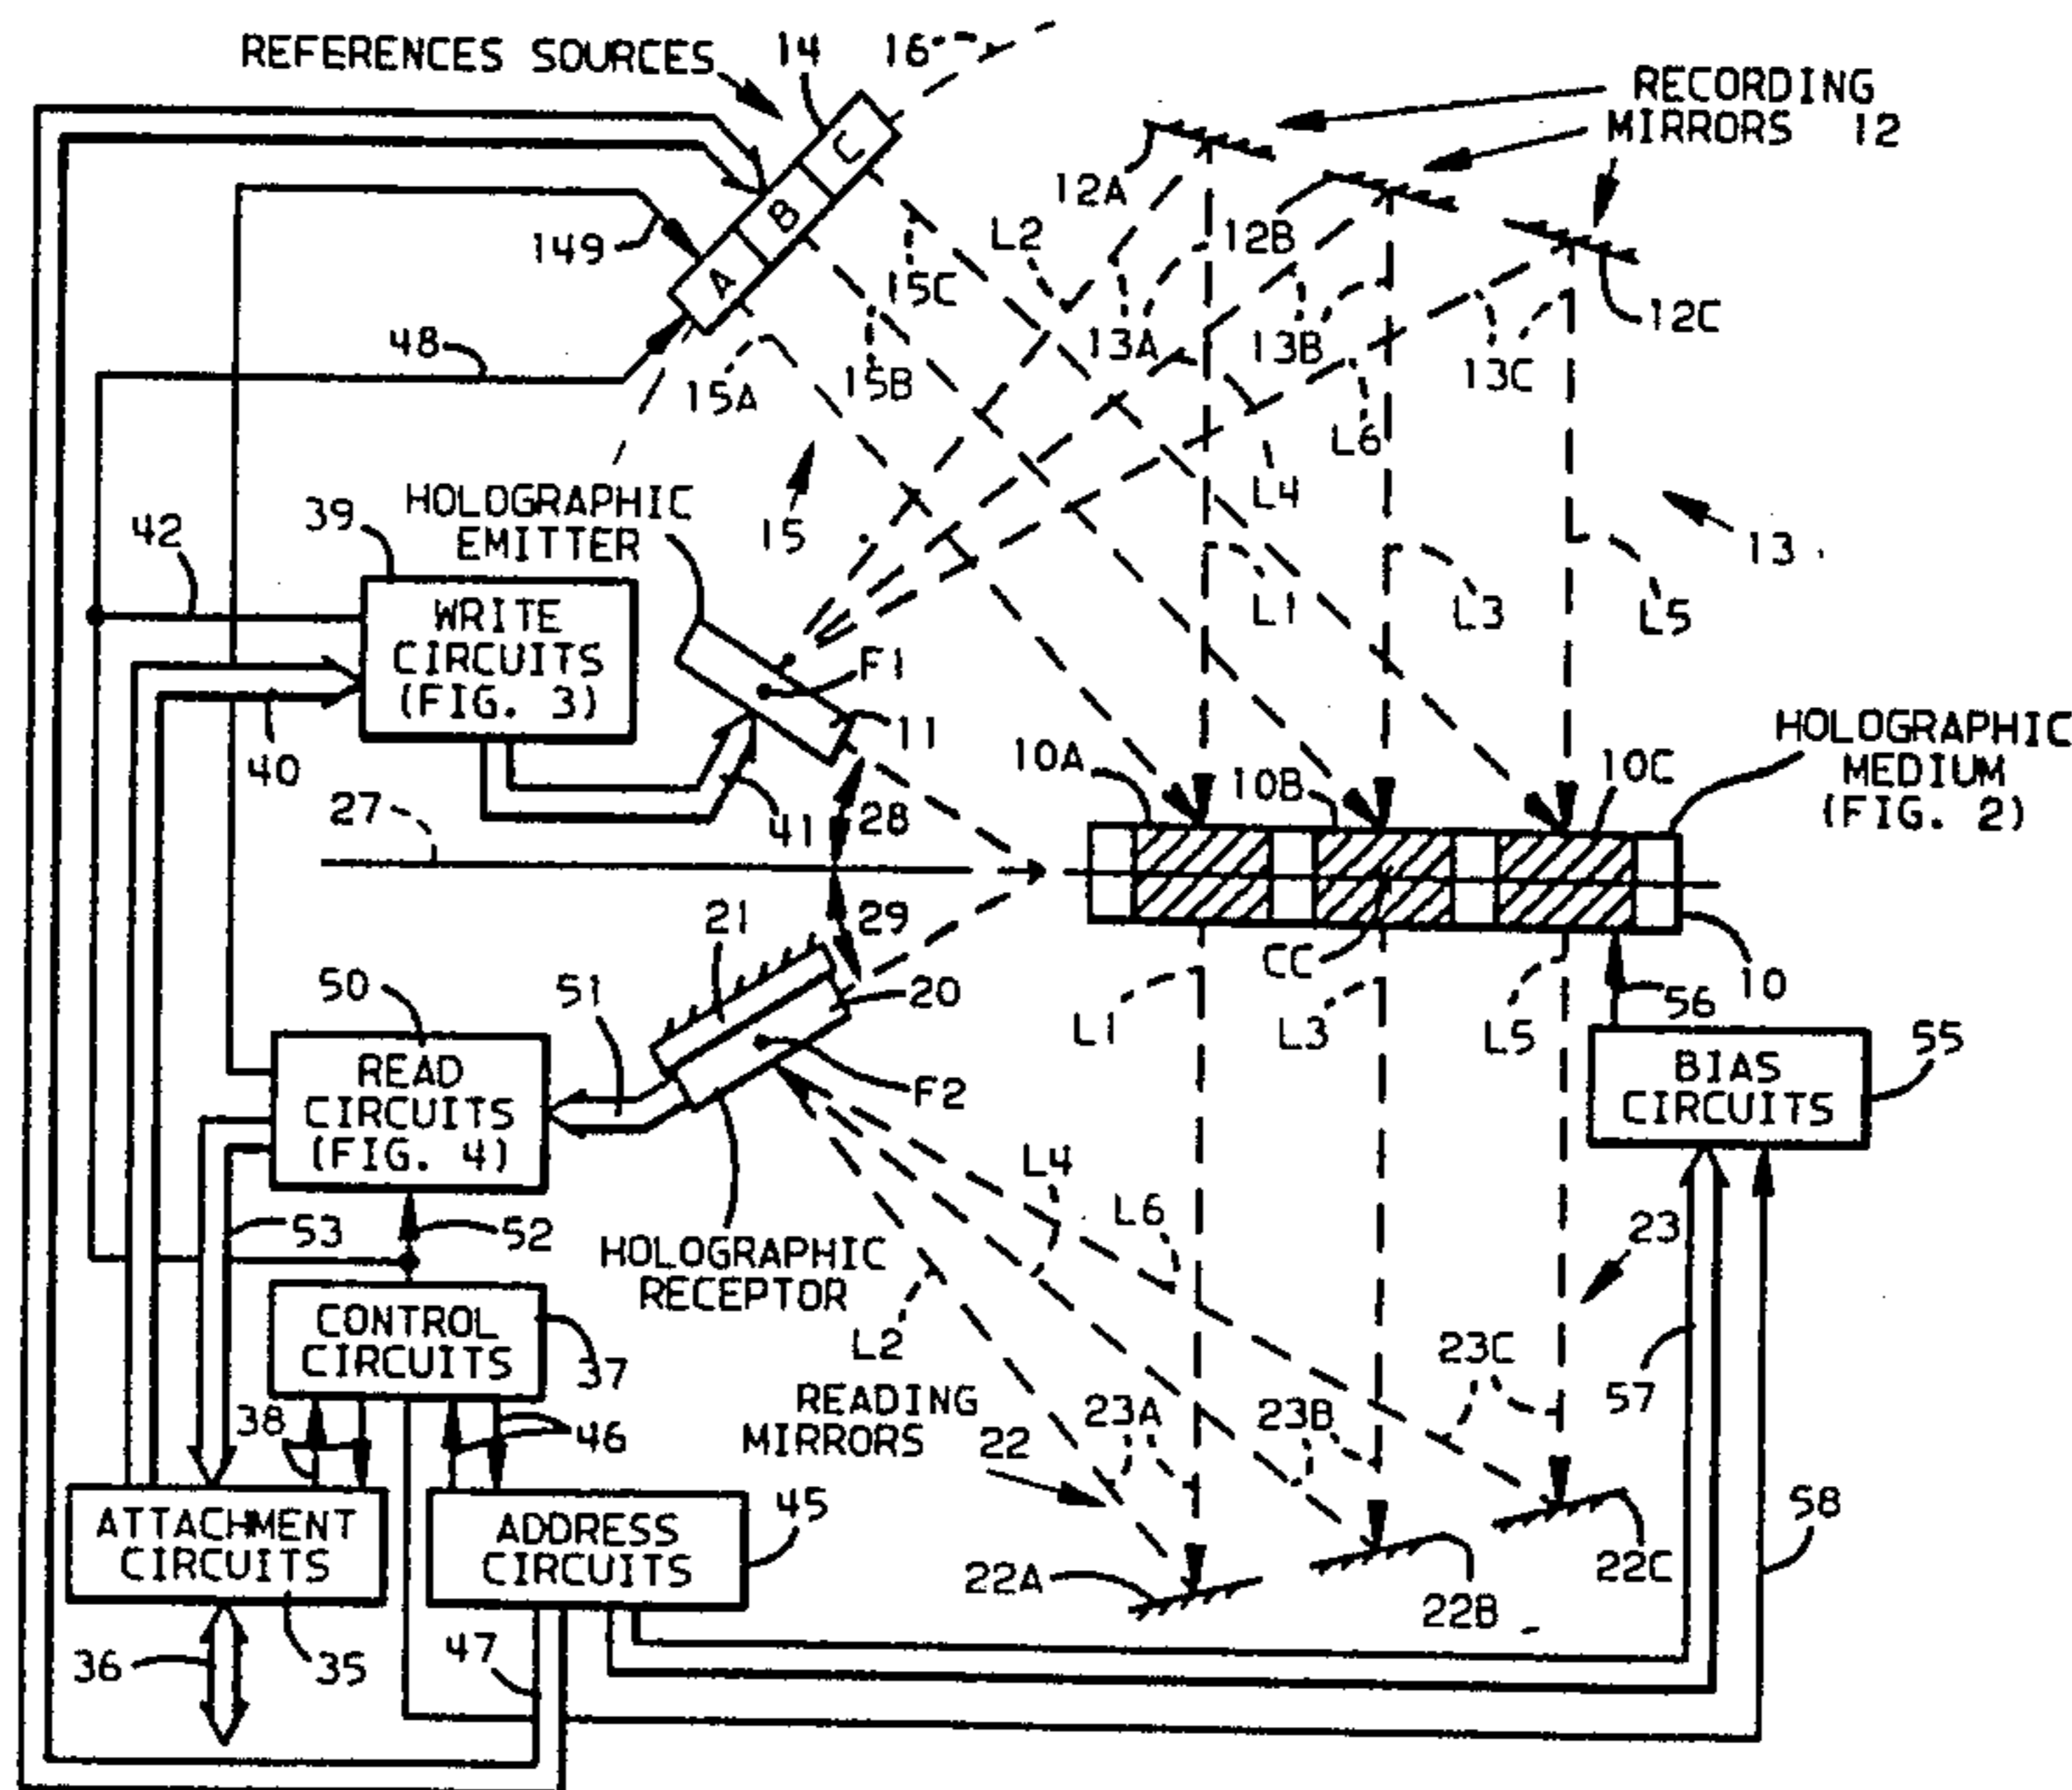 REFERENCES SOURCES
14
16
RECORDING
MIRRORS 12
C
B
A
149
12A
12B
12C
L2
15C
13A
13B
13C
48
15A
15B
L6
L4
15
13
HOLOGRAPHIC
EMITTER
39
42
WRITE
CIRCUITS
(FIG. 3)
F1
11
L1
L3
L5
40
41
28
27
10A
10B
10C
HOLOGRAPHIC
MEDIUM
(FIG. 2)
21
29
20
CC
10
50
51
READ
CIRCUITS
(FIG. 4)
F2
L1
L3
L5
56
55
BIAS
CIRCUITS
53
52
HOLOGRAPHIC
RECEPTOR
L4
L6
23
CONTROL
CIRCUITS
37
L2
READING
MIRRORS 22
23A
23B
23C
57
38
46
ATTACHMENT
CIRCUITS
ADDRESS
CIRCUITS
45
58
22A
22B
22C
36
35
47